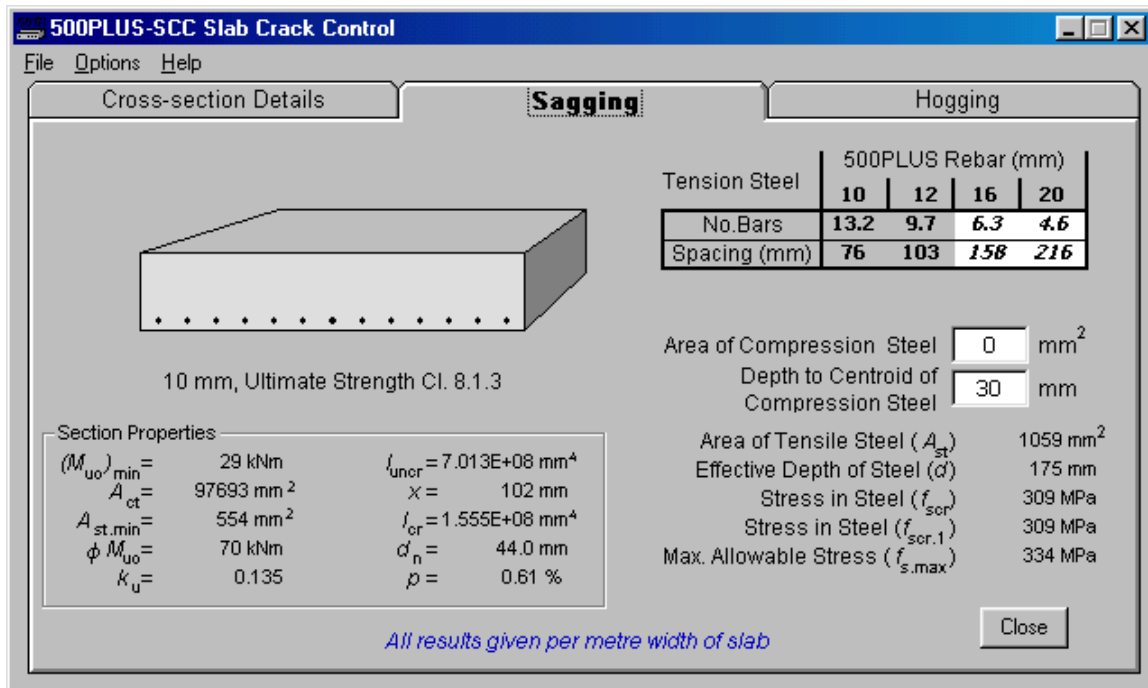 500PLUS-SCC Slab Crack Control
File Options Help
Cross-section Details Sagging Hogging
500PLUS Rebar (mm)
Tension Steel 10 12 16 20
No.Bars 13.2 9.7 6.3 4.6
Spacing (mm) 76 103 158 216
10 mm, Ultimate Strength Cl. 8.1.3
Area of Compression Steel 0 mm²
Depth to Centroid of
Compression Steel 30 mm
Section Properties
(Muo)min= 29 kNm Iuncr= 7.013E+08 mm⁴
Act= 97693 mm² x= 102 mm
Ast.min= 554 mm² Icr= 1.555E+08 mm⁴
ϕ Muo= 70 kNm dn= 44.0 mm
ku= 0.135 p= 0.61 %
Area of Tensile Steel (Ast) 1059 mm²
Effective Depth of Steel (d) 175 mm
Stress in Steel (fscr) 309 MPa
Stress in Steel (fscr.1) 309 MPa
Max. Allowable Stress (fs.max) 334 MPa
All results given per metre width of slab
Close